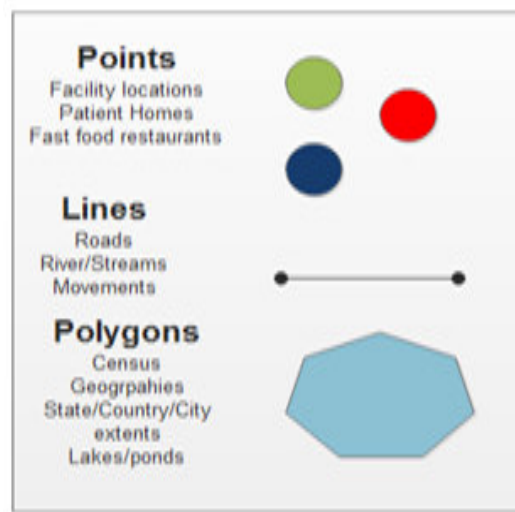 Points
Facility locations
Patient Homes
Fast food restaurants
Lines
Roads
River/Streams
Movements
Polygons
Census
Geogrpahies
State/Country/City
extents
Lakes/ponds